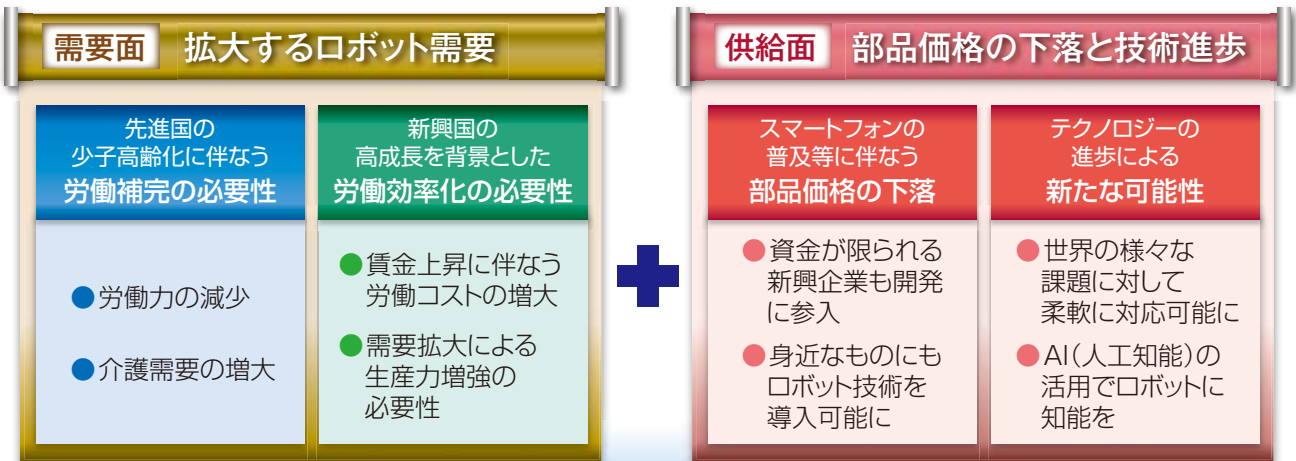 需要面 拡大するロボット需要
先進国の
少子高齢化に伴なう
労働補完の必要性
●労働力の減少
●介護需要の増大
新興国の
高成長を背景とした
労働効率化の必要性
●賃金上昇に伴なう
労働コストの増大
●需要拡大による
生産力増強の
必要性
供給面 部品価格の下落と技術進歩
スマートフォンの
普及等に伴なう
部品価格の下落
●資金が限られる
新興企業も開発
に参入
●身近なものにも
ロボット技術を
導入可能に
テクノロジーの
進歩による
新たな可能性
●世界の様々な
課題に対して
柔軟に対応可能に
●AI（人工知能）の
活用でロボットに
知能を